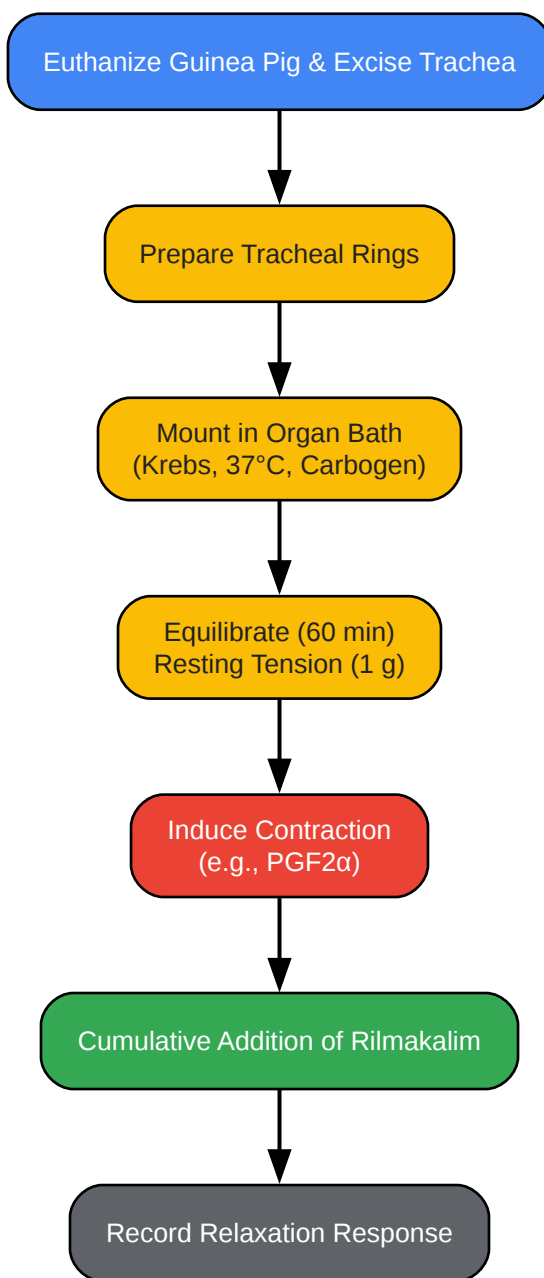 Euthanize Guinea Pig & Excise Trachea
Prepare Tracheal Rings
Mount in Organ Bath
(Krebs, 37°C, Carbogen)
Equilibrate (60 min)
Resting Tension (1 g)
Induce Contraction
(e.g., PGF2α)
Cumulative Addition of Rilmakalim
Record Relaxation Response